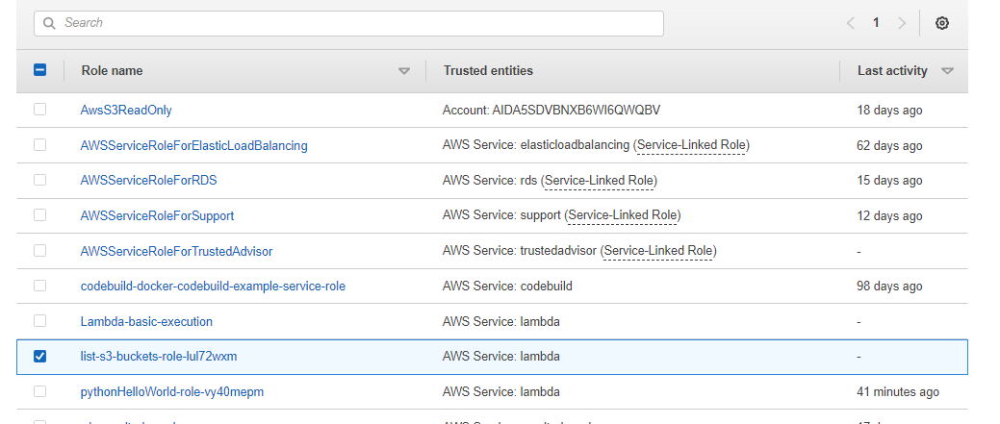 Search
1
Role name Trusted entities Last activity
AwsS3ReadOnly Account: AIDA5SDVBNXB6WI6QWQBV 18 days ago
AWSServiceRoleForElasticLoadBalancing AWS Service: elasticloadbalancing (Service-Linked Role) 62 days ago
AWSServiceRoleForRDS AWS Service: rds (Service-Linked Role) 15 days ago
AWSServiceRoleForSupport AWS Service: support (Service-Linked Role) 12 days ago
AWSServiceRoleForTrustedAdvisor AWS Service: trustedadvisor (Service-Linked Role) -
codebuild-docker-codebuild-example-service-role AWS Service: codebuild 98 days ago
Lambda-basic-execution AWS Service: lambda -
list-s3-buckets-role-lul72wxm AWS Service: lambda -
pythonHelloWorld-role-vy40mepm AWS Service: lambda 41 minutes ago